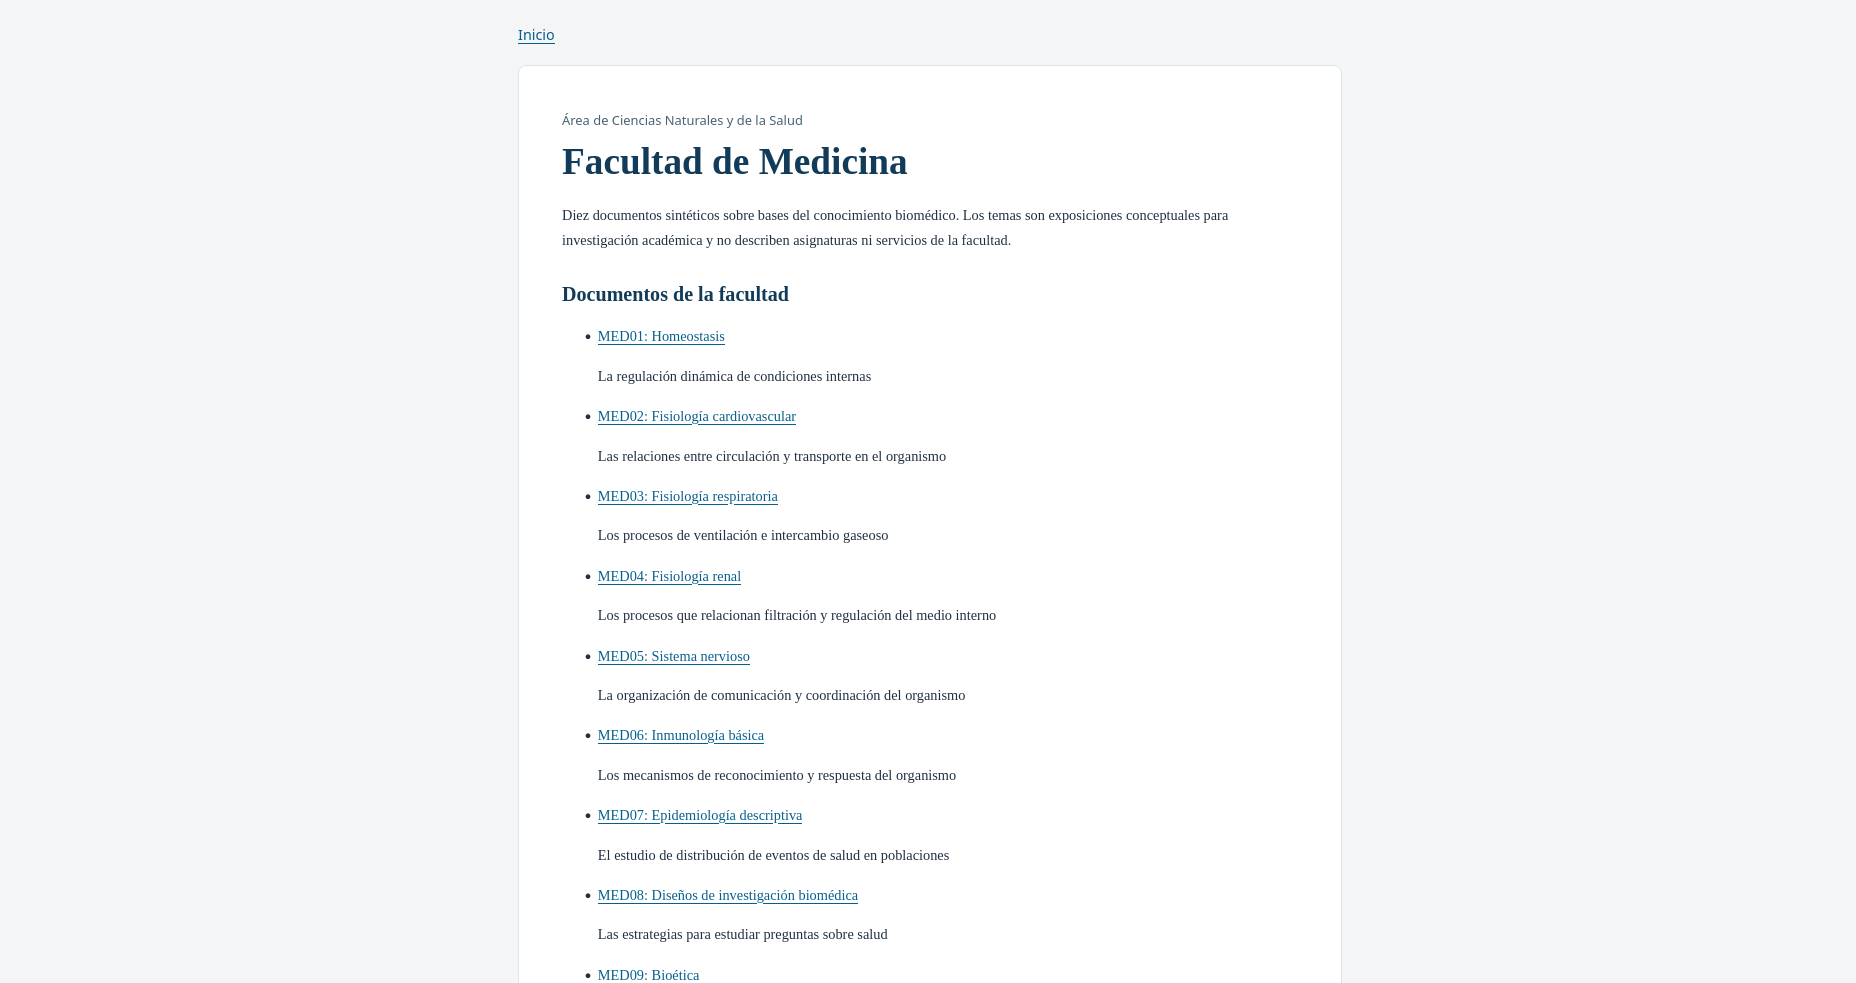 Inicio
Área de Ciencias Naturales y de la Salud
Facultad de Medicina
Diez documentos sintéticos sobre bases del conocimiento biomédico. Los temas son exposiciones conceptuales para
investigación académica y no describen asignaturas ni servicios de la facultad.
Documentos de la facultad
• MED01: Homeostasis
La regulación dinámica de condiciones internas
• MED02: Fisiología cardiovascular
Las relaciones entre circulación y transporte en el organismo
• MED03: Fisiología respiratoria
Los procesos de ventilación e intercambio gaseoso
• MED04: Fisiología renal
Los procesos que relacionan filtración y regulación del medio interno
• MED05: Sistema nervioso
La organización de comunicación y coordinación del organismo
• MED06: Inmunología básica
Los mecanismos de reconocimiento y respuesta del organismo
• MED07: Epidemiología descriptiva
El estudio de distribución de eventos de salud en poblaciones
• MED08: Diseños de investigación biomédica
Las estrategias para estudiar preguntas sobre salud
• MED09: Bioética